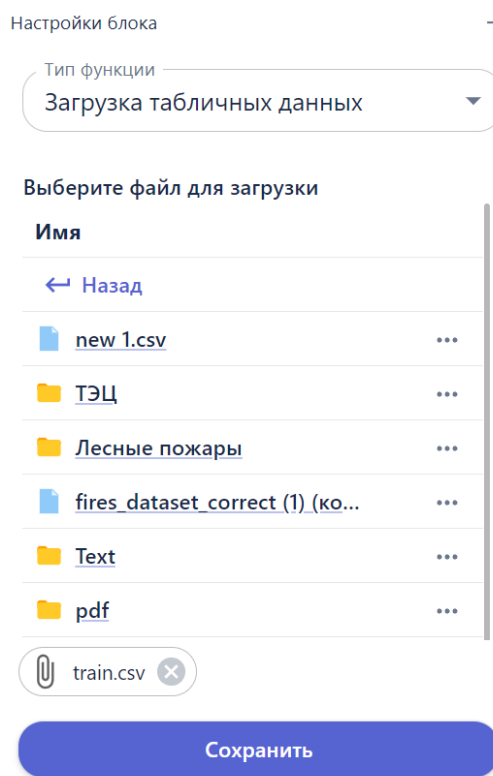 Настройки блока
Тип функции
Загрузка табличных данных
Выберите файл для загрузки
Имя
Назад
new 1.csv
ТЭЦ
Лесные пожары
fires_dataset_correct (1) (ко...
Text
pdf
train.csv
Сохранить